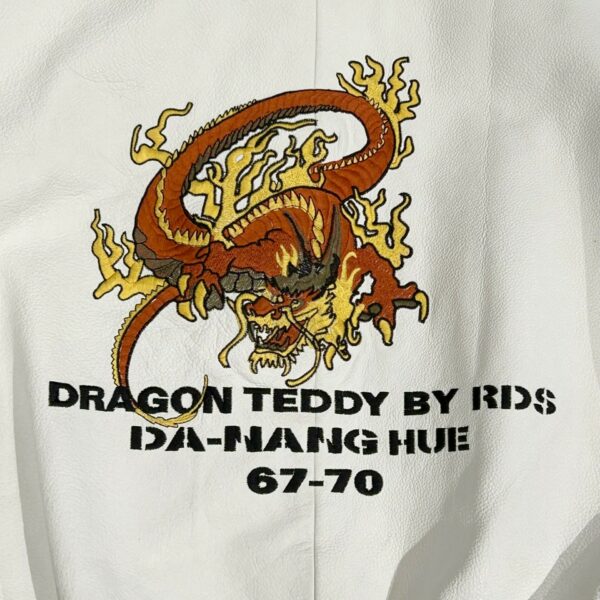 DRAGON TEDDY BY RDS
DA-NANG HUE
67-70